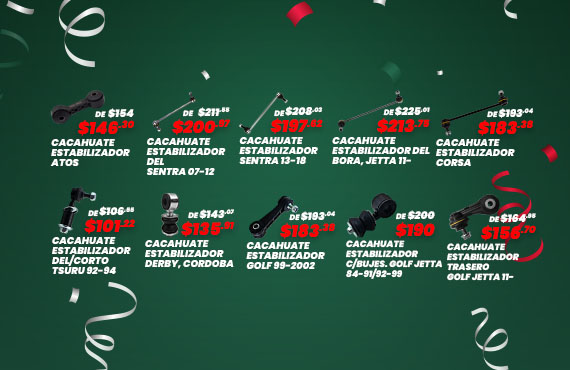 DE $154
$146.30
CACAHUATE
ESTABILIZADOR
ATOS
DE $211.55
$200.97
CACAHUATE
ESTABILIZADOR
DEL
SENTRA 07-12
DE $208.03
$197.62
CACAHUATE
ESTABILIZADOR
SENTRA 13-18
DE $225.01
$213.75
CACAHUATE
ESTABILIZADOR DEL
BORA, JETTA 11-
DE $193.04
$183.39
CACAHUATE
ESTABILIZADOR
CORSA
DE $106.55
$101.22
CACAHUATE
ESTABILIZADOR
DEL/CORTO
TSURU 92-94
DE $143.07
$135.91
CACAHUATE
ESTABILIZADOR
DERBY, CORDOBA
DE $193.04
$183.39
CACAHUATE
ESTABILIZADOR
GOLF 99-2002
DE $200
$190
CACAHUATE
ESTABILIZADOR
C/BUJES. GOLF JETTA
84-91/92-99
DE $164.95
$156.70
CACAHUATE
ESTABILIZADOR
TRASERO
GOLF JETTA 11-